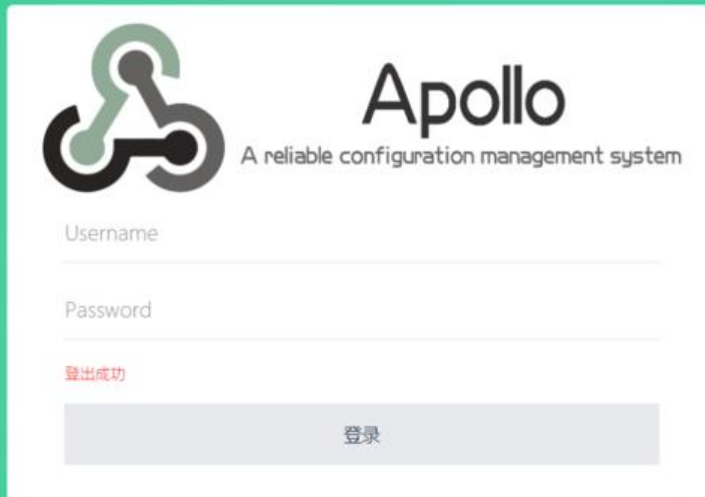 Apollo
A reliable configuration management system
Username
Password
登出成功
登录